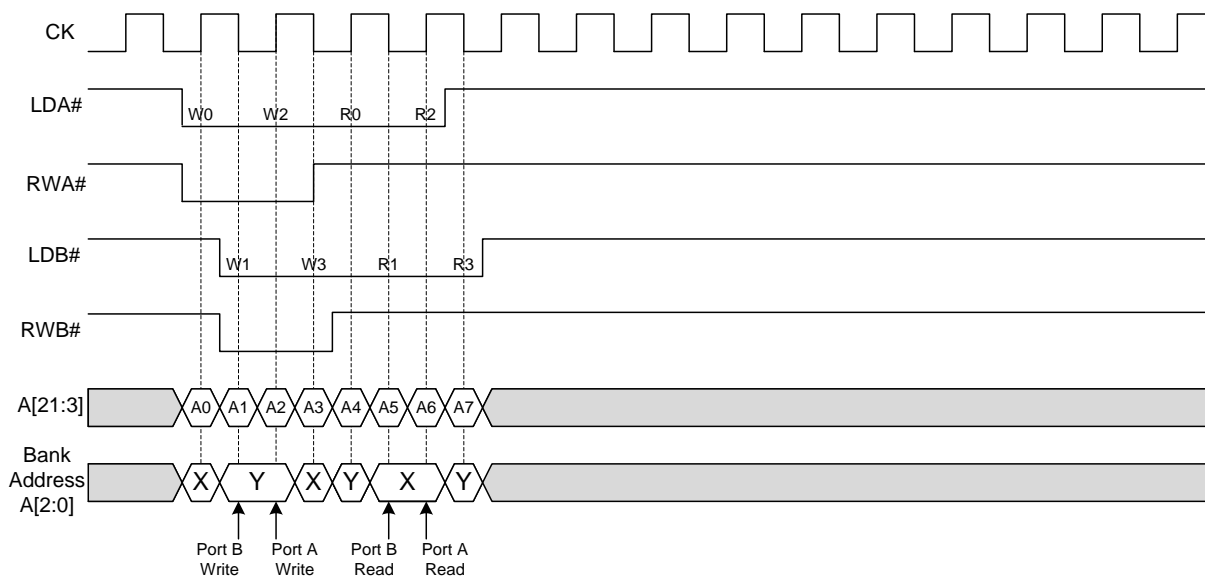 CK
LDA#
W0 W2 R0 R2
RWA#
LDB#
W1 W3 R1 R3
RWB#
A[21:3]
A0 A1 A2 A3 A4 A5 A6 A7
Bank
Address
A[2:0]
X Y X Y X Y
Port B Port A Port B Port A
Write Write Read Read